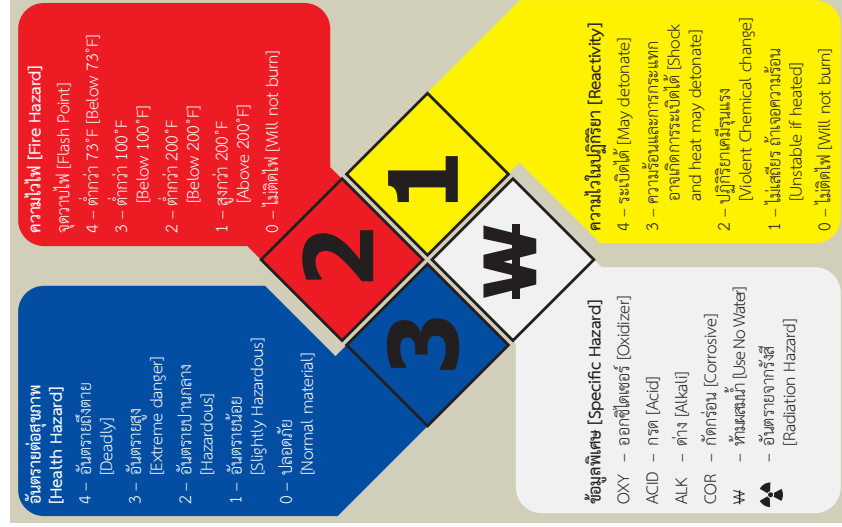 อันตรายต่อสุขภาพ
[Health Hazard]
4 – อันตรายถึงตาย
[Deadly]
3 – อันตรายสูง
[Extreme danger]
2 – อันตรายปานกลาง
[Hazardous]
1 – อันตรายน้อย
[Slightly Hazardous]
0 – ปลอดภัย
[Normal material]
ความไวไฟ [Fire Hazard]
จุดวาบไฟ [Flash Point]
4 – ต่ำกว่า 73˚F [Below 73˚F]
3 – ต่ำกว่า 100˚F
[Below 100˚F]
2 – ต่ำกว่า 200˚F
[Below 200˚F]
1 – สูงกว่า 200˚F
[Above 200˚F]
0 – ไม่ติดไฟ [Will not burn]
3
2
1
W
ข้อมูลพิเศษ [Specific Hazard]
OXY – ออกซิไดเซอร์ [Oxidizer]
ACID – กรด [Acid]
ALK – ด่าง [Alkali]
COR – กัดกร่อน [Corrosive]
W – ห้ามผสมน้ำ [Use No Water]
– อันตรายจากรังสี
[Radiation Hazard]
ความไวในปฏิกิริยา [Reactivity]
4 – ระเบิดได้ [May detonate]
3 – ความร้อนและการกระแทก
อาจเกิดการระเบิดได้ [Shock
and heat may detonate]
2 – ปฏิกิริยาเคมีรุนแรง
[Violent Chemical change]
1 – ไม่เสถียร ถ้าเจอความร้อน
[Unstable if heated]
0 – ไม่ติดไฟ [Will not burn]